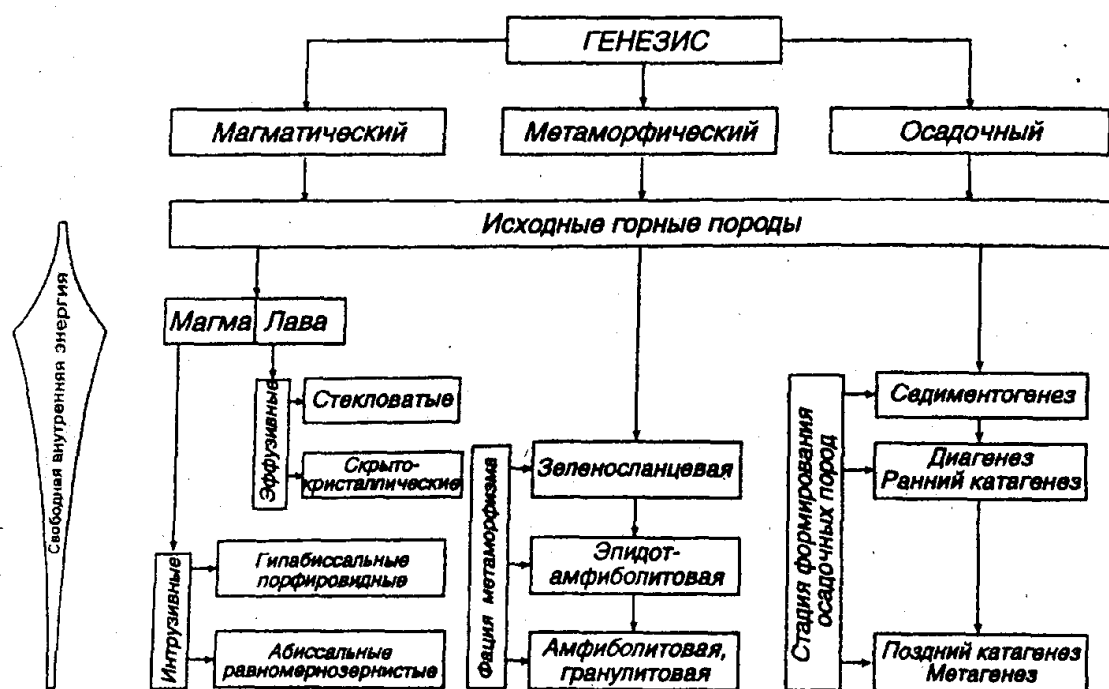 ГЕНЕЗИС
Магматический
Метаморфический
Осадочный
Исходные горные породы
Свободная внутренняя энергия
Магма
Лава
Эффузивные
Стекловатые
Скрыто-
кристаллические
Интрузивные
Гипабиссальные
порфировидные
Абиссальные
равномернозернистые
Фация метаморфизма
Зеленосланцевая
Эпидот-
амфиболитовая
Амфиболитовая,
гранулитовая
Стадия формирования
осадочных пород
Седиментогенез
Диагенез
Ранний катагенез
Поздний катагенез
Метагенез